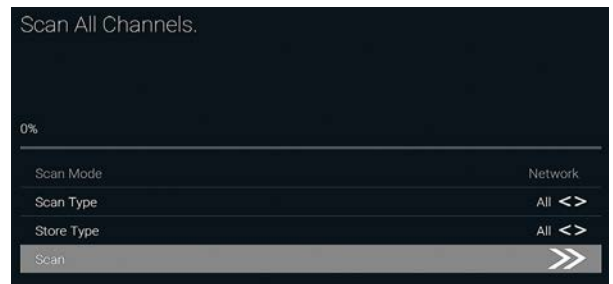 Scan All Channels.
0%
Scan Mode Network
Scan Type All <>
Store Type All <>
Scan